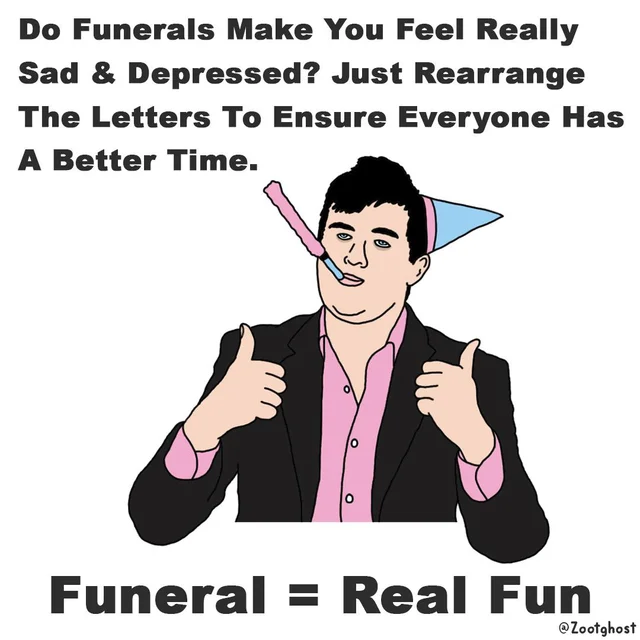 Do Funerals Make You Feel Really
Sad & Depressed? Just Rearrange
The Letters To Ensure Everyone Has
A Better Time.
Funeral = Real Fun
@Zootghost